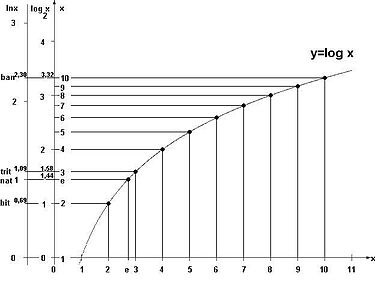 lnx log x x
2
3
4
y=log x
ban 2,30 3,32 10
9
2 3 8
7
6
5
2 4
trit 1,09 1,58 3
nat 1 1,44 e
bit 0,69 1 2
0 0 1 x
0 1 2 e 3 4 5 6 7 8 9 10 11